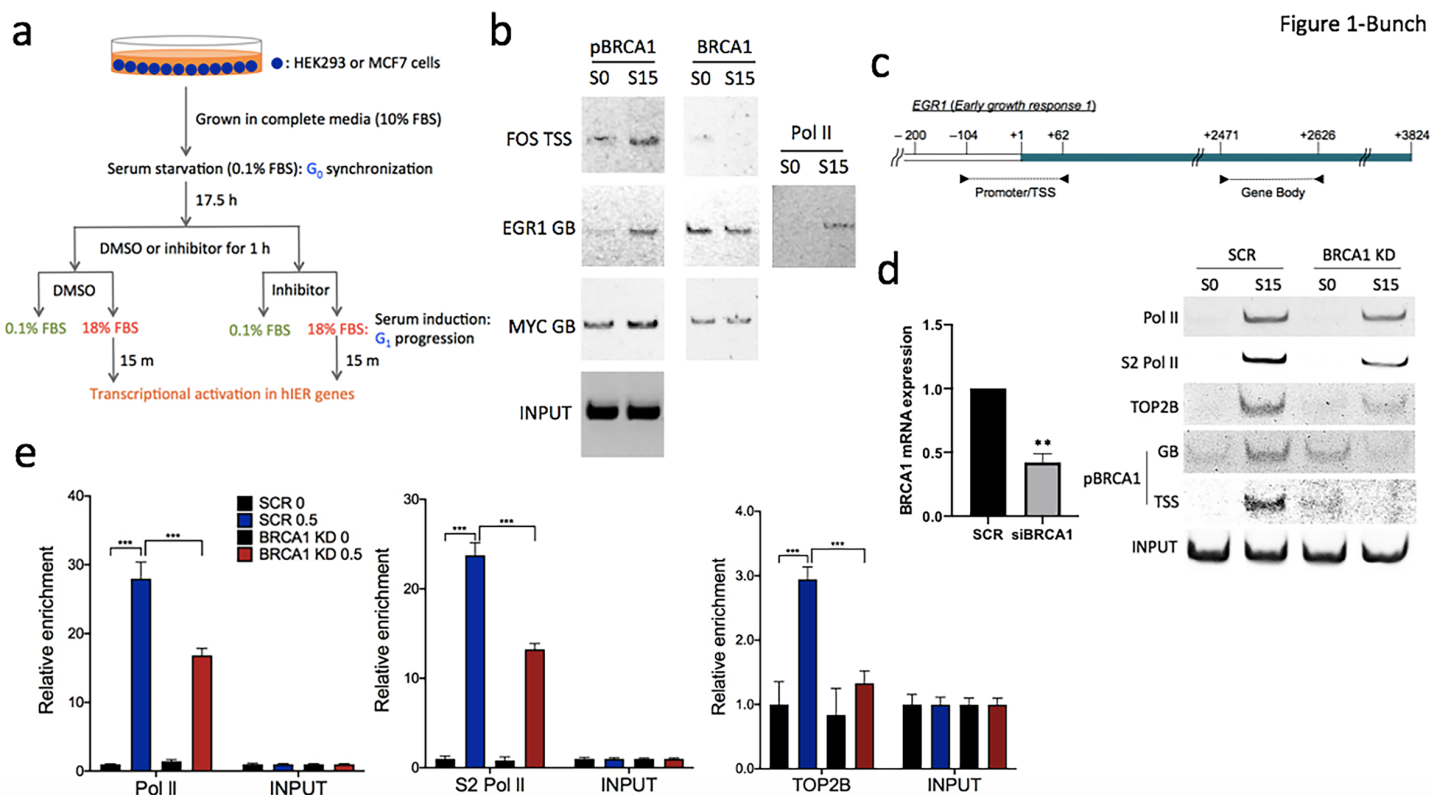 Figure 1-Bunch
a
: HEK293 or MCF7 cells
Grown in complete media (10% FBS)
Serum starvation (0.1% FBS): G0 synchronization
17.5 h
DMSO or inhibitor for 1 h
DMSO
Inhibitor
0.1% FBS
18% FBS
0.1% FBS
18% FBS:
Serum induction:
G1 progression
15 m
15 m
Transcriptional activation in hIER genes
b
pBRCA1
BRCA1
S0 S15
S0 S15
FOS TSS
Pol II
S0 S15
EGR1 GB
MYC GB
INPUT
c
EGR1 (Early growth response 1)
– 200 –104 +1 +62 +2471 +2626 +3824
Promoter/TSS
Gene Body
d
1.5
1.0
0.5
0.0
BRCA1 mRNA expression
**
SCR siBRCA1
SCR BRCA1 KD
S0 S15 S0 S15
Pol II
S2 Pol II
TOP2B
GB
pBRCA1
TSS
INPUT
e
40
30
20
10
0
Relative enrichment
*** ***
SCR 0
SCR 0.5
BRCA1 KD 0
BRCA1 KD 0.5
Pol II INPUT
30
20
10
0
Relative enrichment
*** ***
S2 Pol II INPUT
4.0
3.0
2.0
1.0
0.0
Relative enrichment
*** ***
TOP2B INPUT